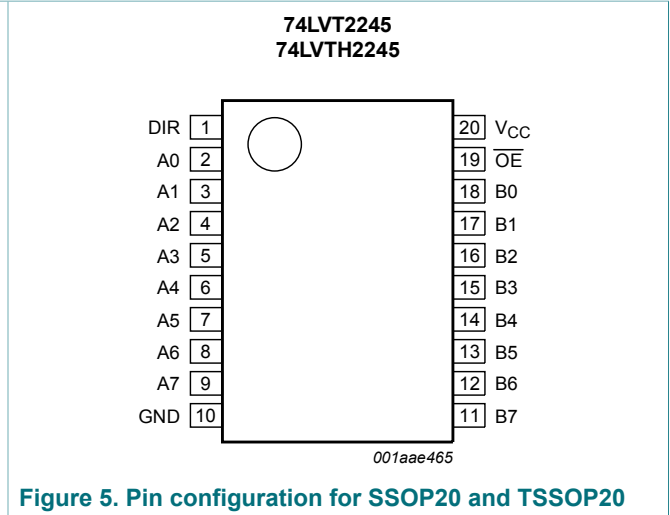 74LVT2245
74LVTH2245
DIR 1 20 VCC
A0 2 19 OE
A1 3 18 B0
A2 4 17 B1
A3 5 16 B2
A4 6 15 B3
A5 7 14 B4
A6 8 13 B5
A7 9 12 B6
GND 10 11 B7
001aae465
Figure 5. Pin configuration for SSOP20 and TSSOP20